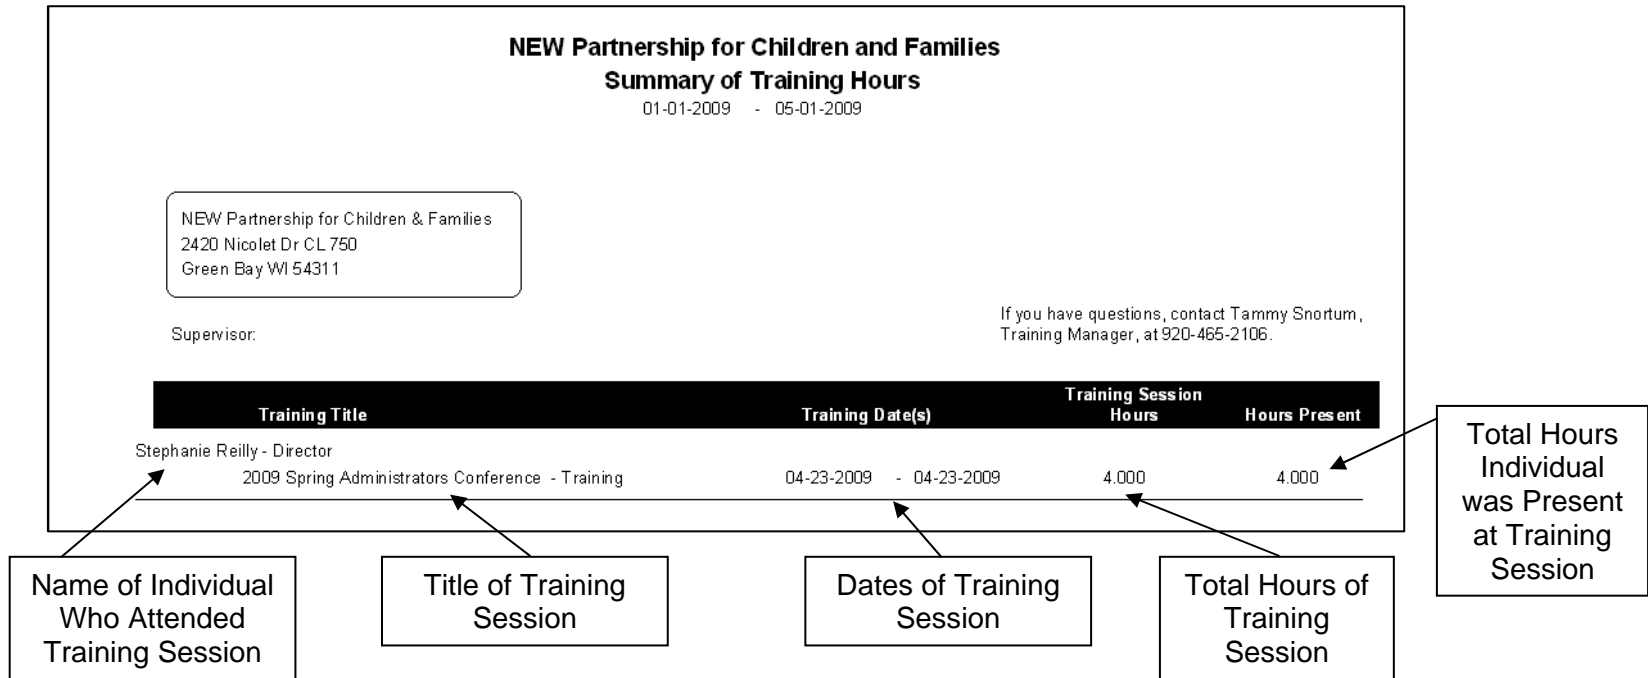 NEW Partnership for Children and Families
Summary of Training Hours
01-01-2009 - 05-01-2009
NEW Partnership for Children & Families
2420 Nicolet Dr CL 750
Green Bay WI 54311
Supervisor:
If you have questions, contact Tammy Snortum,
Training Manager, at 920-465-2106.
Training Title Training Date(s) Training Session Hours Hours Present
Stephanie Reilly - Director
2009 Spring Administrators Conference - Training 04-23-2009 - 04-23-2009 4.000 4.000
Total Hours
Individual
was Present
at Training
Session
Name of Individual
Who Attended
Training Session
Title of Training
Session
Dates of Training
Session
Total Hours of
Training
Session